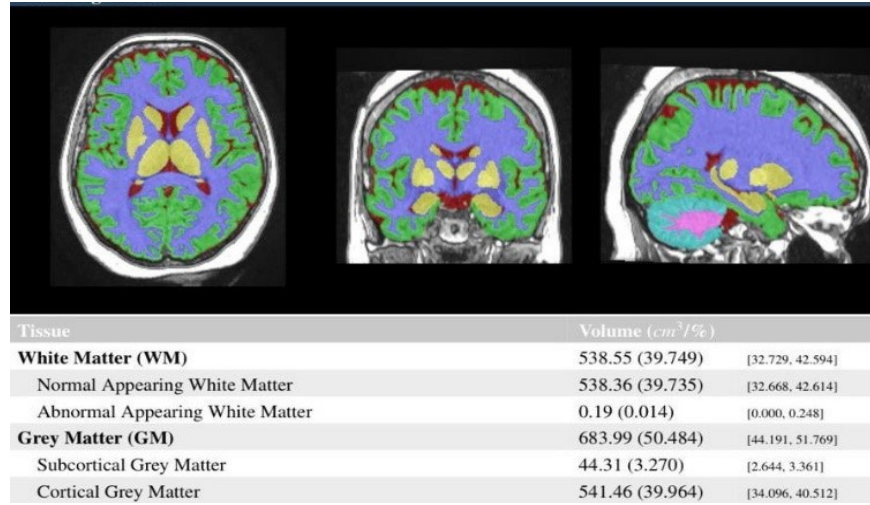 Tissue Volume (cm³/%)
White Matter (WM) 538.55 (39.749) [32.729, 42.594]
Normal Appearing White Matter 538.36 (39.735) [32.668, 42.614]
Abnormal Appearing White Matter 0.19 (0.014) [0.000, 0.248]
Grey Matter (GM) 683.99 (50.484) [44.191, 51.769]
Subcortical Grey Matter 44.31 (3.270) [2.644, 3.361]
Cortical Grey Matter 541.46 (39.964) [34.096, 40.512]